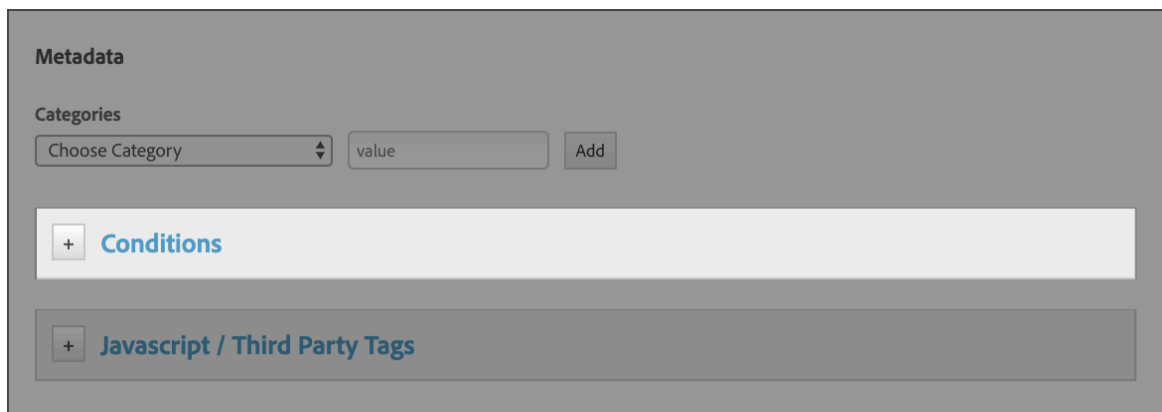 Metadata
Categories
Choose Category value Add
+ Conditions
+ Javascript / Third Party Tags